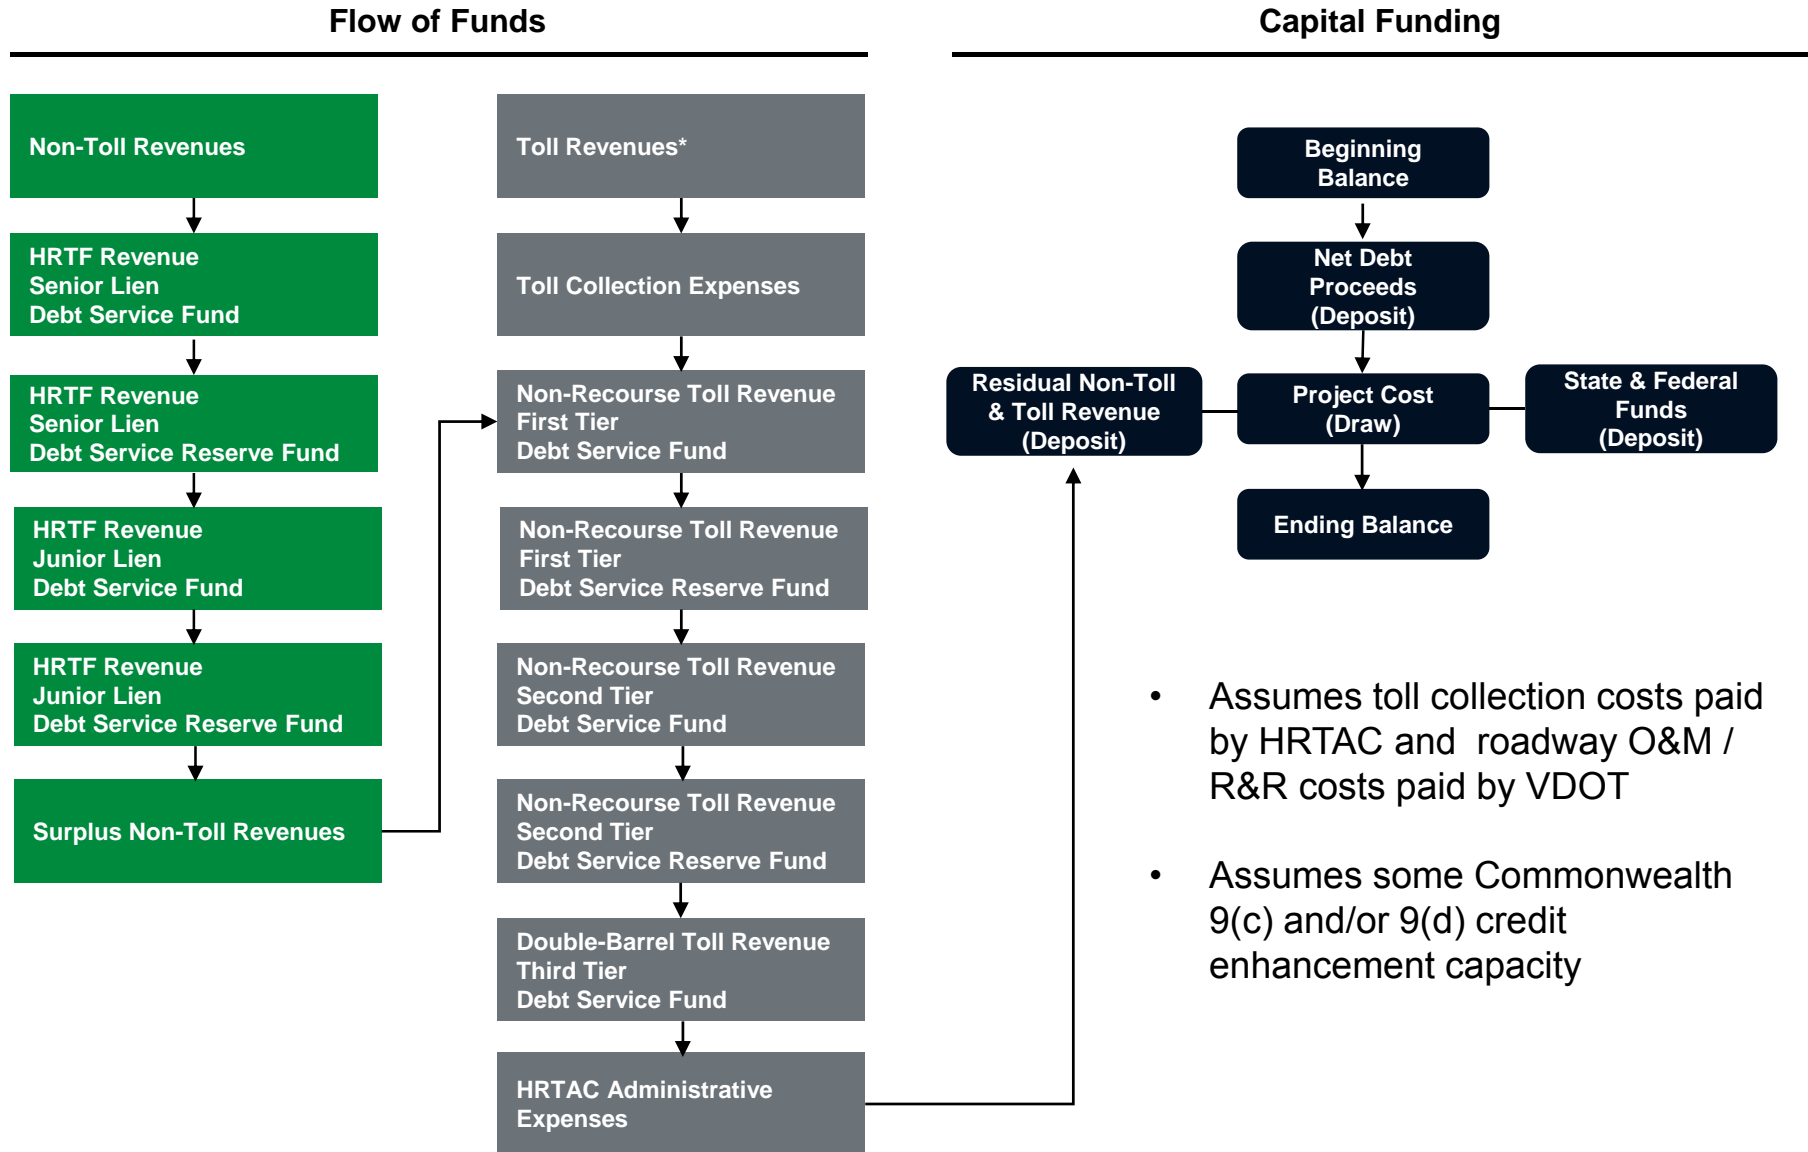 Flow of Funds
Non-Toll Revenues
HRTF Revenue
Senior Lien
Debt Service Fund
HRTF Revenue
Senior Lien
Debt Service Reserve Fund
HRTF Revenue
Junior Lien
Debt Service Fund
HRTF Revenue
Junior Lien
Debt Service Reserve Fund
Surplus Non-Toll Revenues
Toll Revenues*
Toll Collection Expenses
Non-Recourse Toll Revenue
First Tier
Debt Service Fund
Non-Recourse Toll Revenue
First Tier
Debt Service Reserve Fund
Non-Recourse Toll Revenue
Second Tier
Debt Service Fund
Non-Recourse Toll Revenue
Second Tier
Debt Service Reserve Fund
Double-Barrel Toll Revenue
Third Tier
Debt Service Fund
HRTAC Administrative
Expenses
Capital Funding
Beginning
Balance
Net Debt
Proceeds
(Deposit)
Residual Non-Toll
& Toll Revenue
(Deposit)
Project Cost
(Draw)
State & Federal
Funds
(Deposit)
Ending Balance
• Assumes toll collection costs paid
by HRTAC and roadway O&M /
R&R costs paid by VDOT
• Assumes some Commonwealth
9(c) and/or 9(d) credit
enhancement capacity